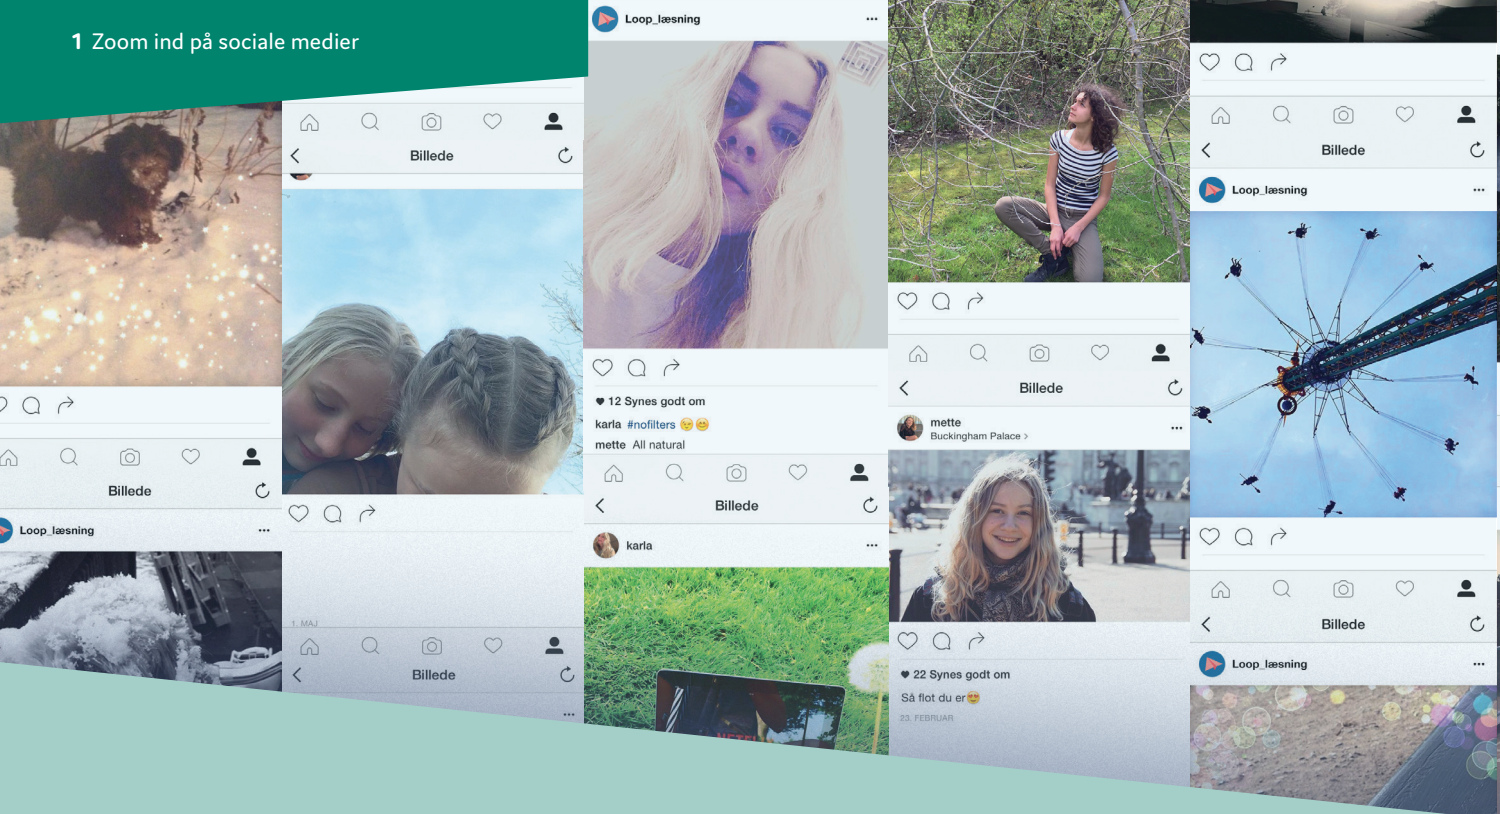 1 Zoom ind på sociale medier
Billede
Loop_læsning
Billede
1. MAJ
Billede
Loop_læsning
12 Synes godt om
karla #nofilters
mette All natural
Billede
karla
Billede
mette
Buckingham Palace >
22 Synes godt om
Så flot du er
23. FEBRUAR
Billede
Loop_læsning
Billede
Loop_læsning